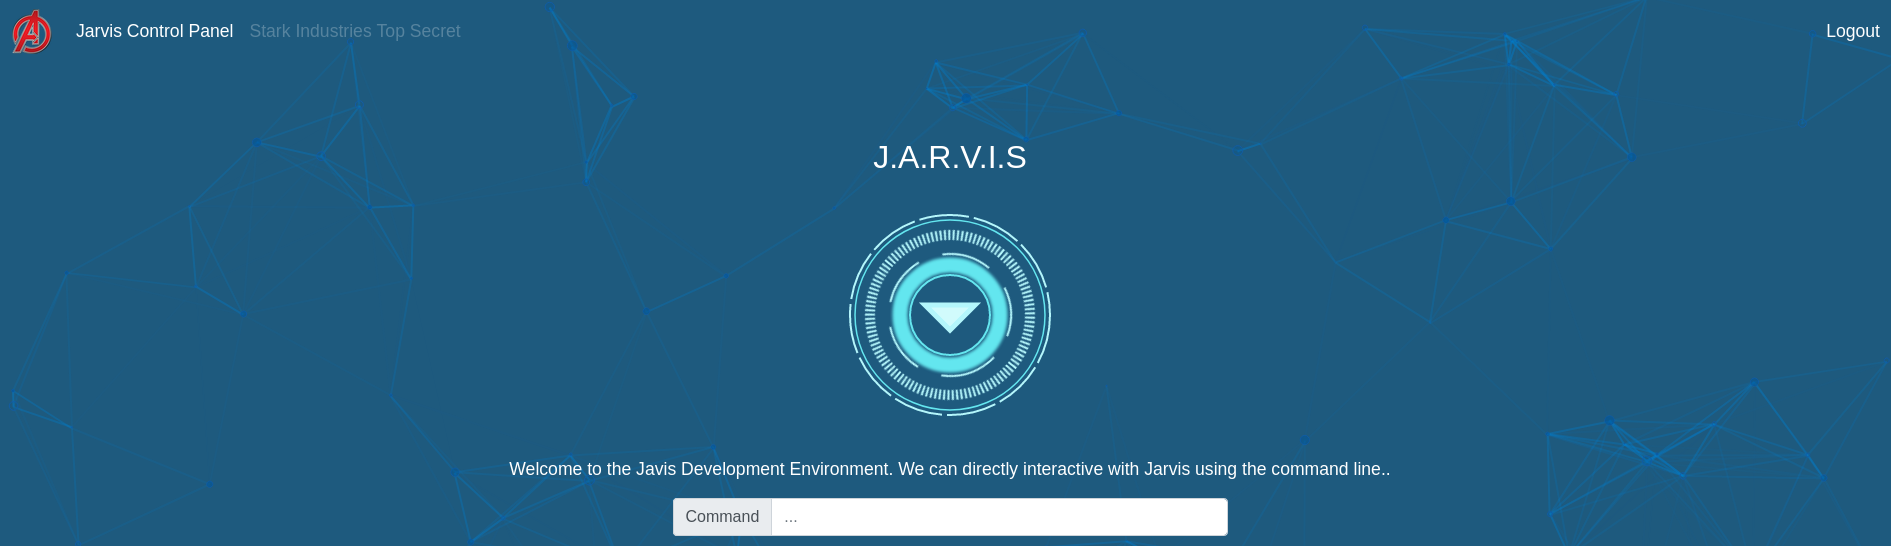 Jarvis Control Panel Stark Industries Top Secret Logout
J.A.R.V.I.S
Welcome to the Javis Development Environment. We can directly interactive with Jarvis using the command line..
Command ...